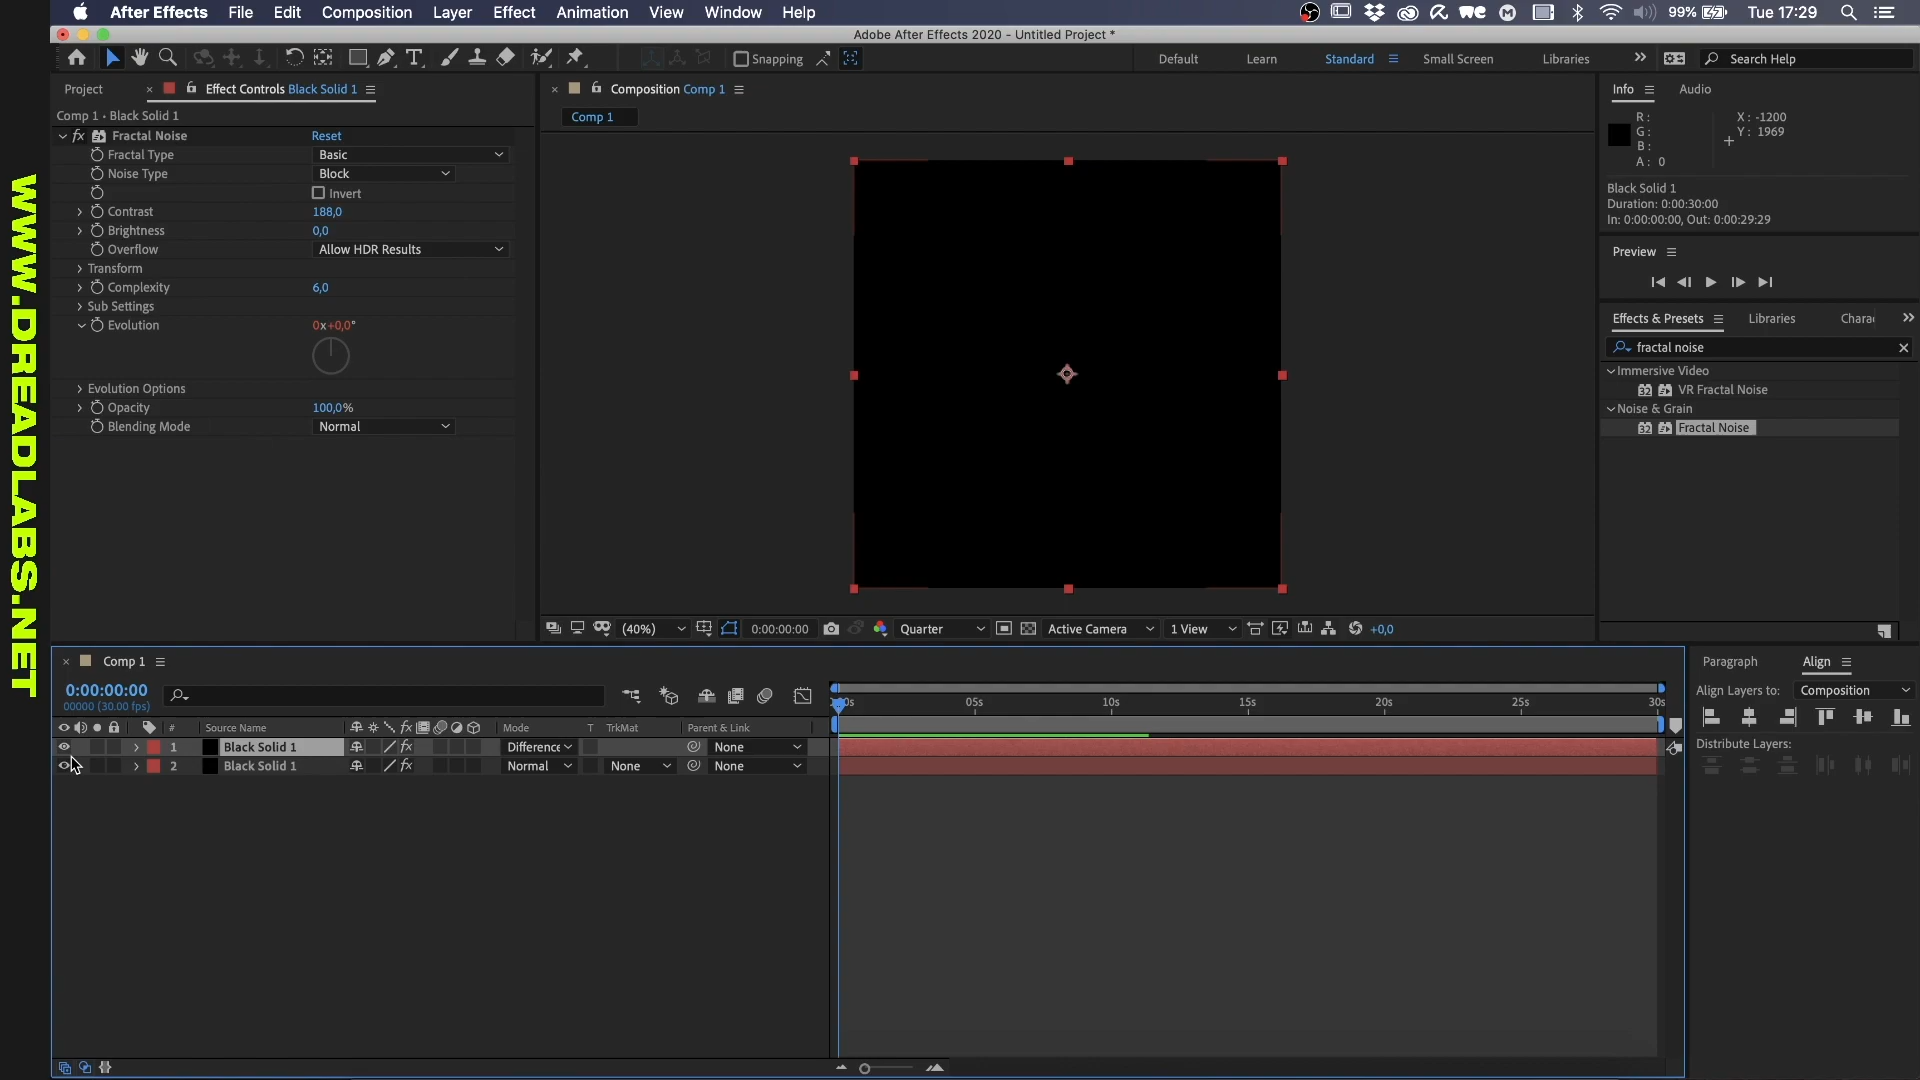 After Effects File Edit Composition Layer Effect Animation View Window Help
99% Tue 17:29
Adobe After Effects 2020 - Untitled Project *
Snapping
Default Learn Standard Small Screen Libraries
Search Help
Project
Effect Controls Black Solid 1
Comp 1 • Black Solid 1
fx Fractal Noise Reset
Fractal Type Basic
Noise Type Block
Invert
Contrast 188,0
Brightness 0,0
Overflow Allow HDR Results
Transform
Complexity 6,0
Sub Settings
Evolution 0x+0,0°
Evolution Options
Opacity 100,0%
Blending Mode Normal
Composition Comp 1
Comp 1
(40%) 0:00:00:00 Quarter Active Camera 1 View +0,0
Info Audio
R :
G :
B :
A : 0
X : -1200
Y : 1969
Black Solid 1
Duration: 0:00:30:00
In: 0:00:00:00, Out: 0:00:29:29
Preview
Effects & Presets Libraries Chara
fractal noise
Immersive Video
32 VR Fractal Noise
Noise & Grain
32 Fractal Noise
WWW.DREADLABS.NET
Comp 1
0:00:00:00
00000 (30.00 fps)
05s 10s 15s 20s 25s 30s
# Source Name fx Mode T TrkMat Parent & Link
1 Black Solid 1 fx Difference None
2 Black Solid 1 fx Normal None None
Paragraph Align
Align Layers to: Composition
Distribute Layers: